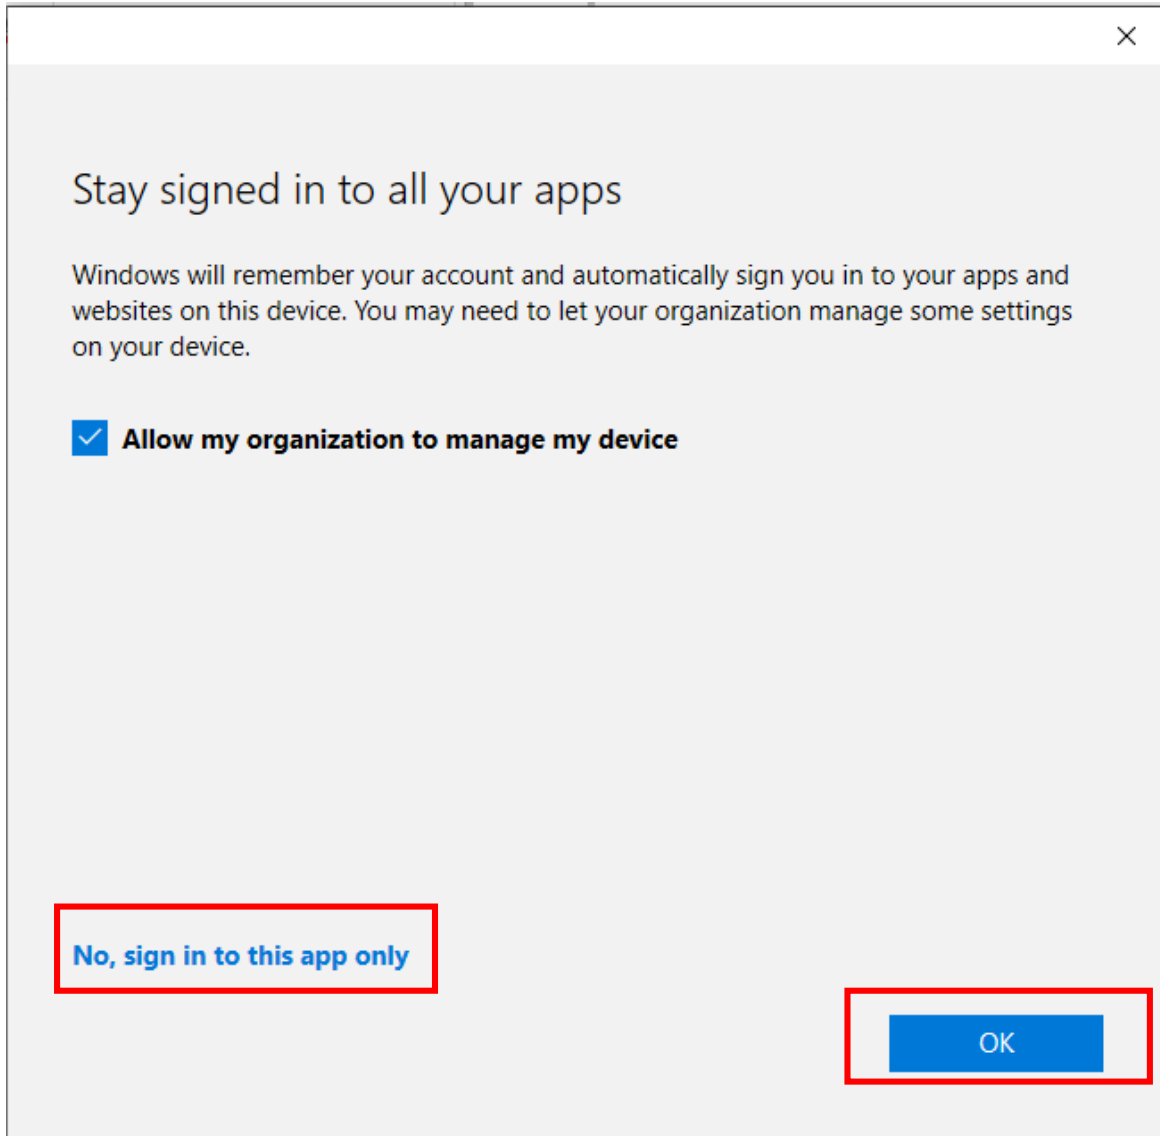 Stay signed in to all your apps
Windows will remember your account and automatically sign you in to your apps and
websites on this device. You may need to let your organization manage some settings
on your device.
Allow my organization to manage my device
No, sign in to this app only
OK